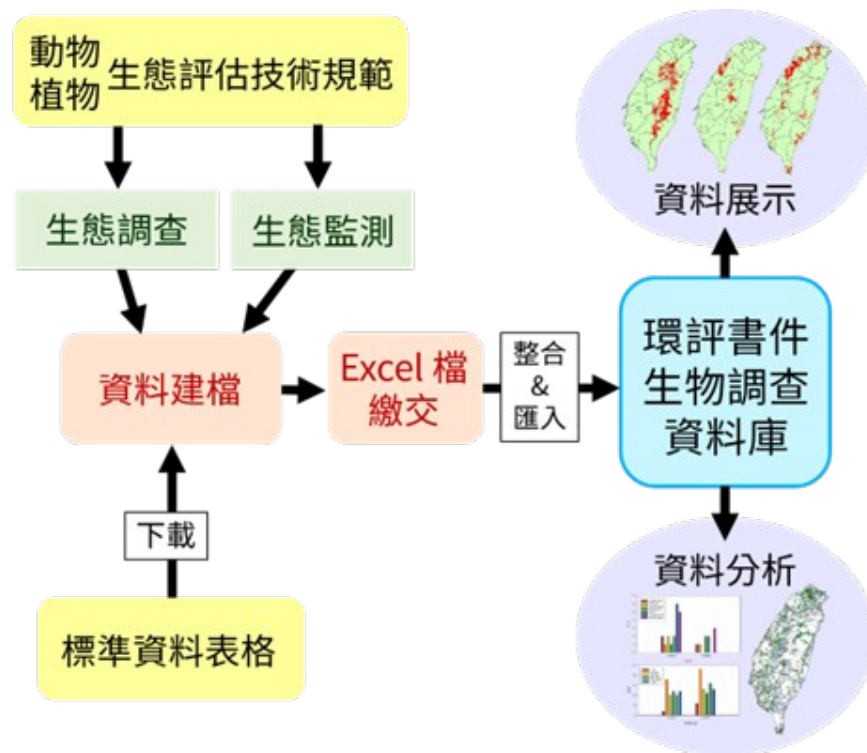 動物
植物 生態評估技術規範
生態調查
生態監測
資料建檔
Excel 檔
繳交
整合
&
匯入
下載
標準資料表格
資料展示
環評書件
生物調查
資料庫
資料分析